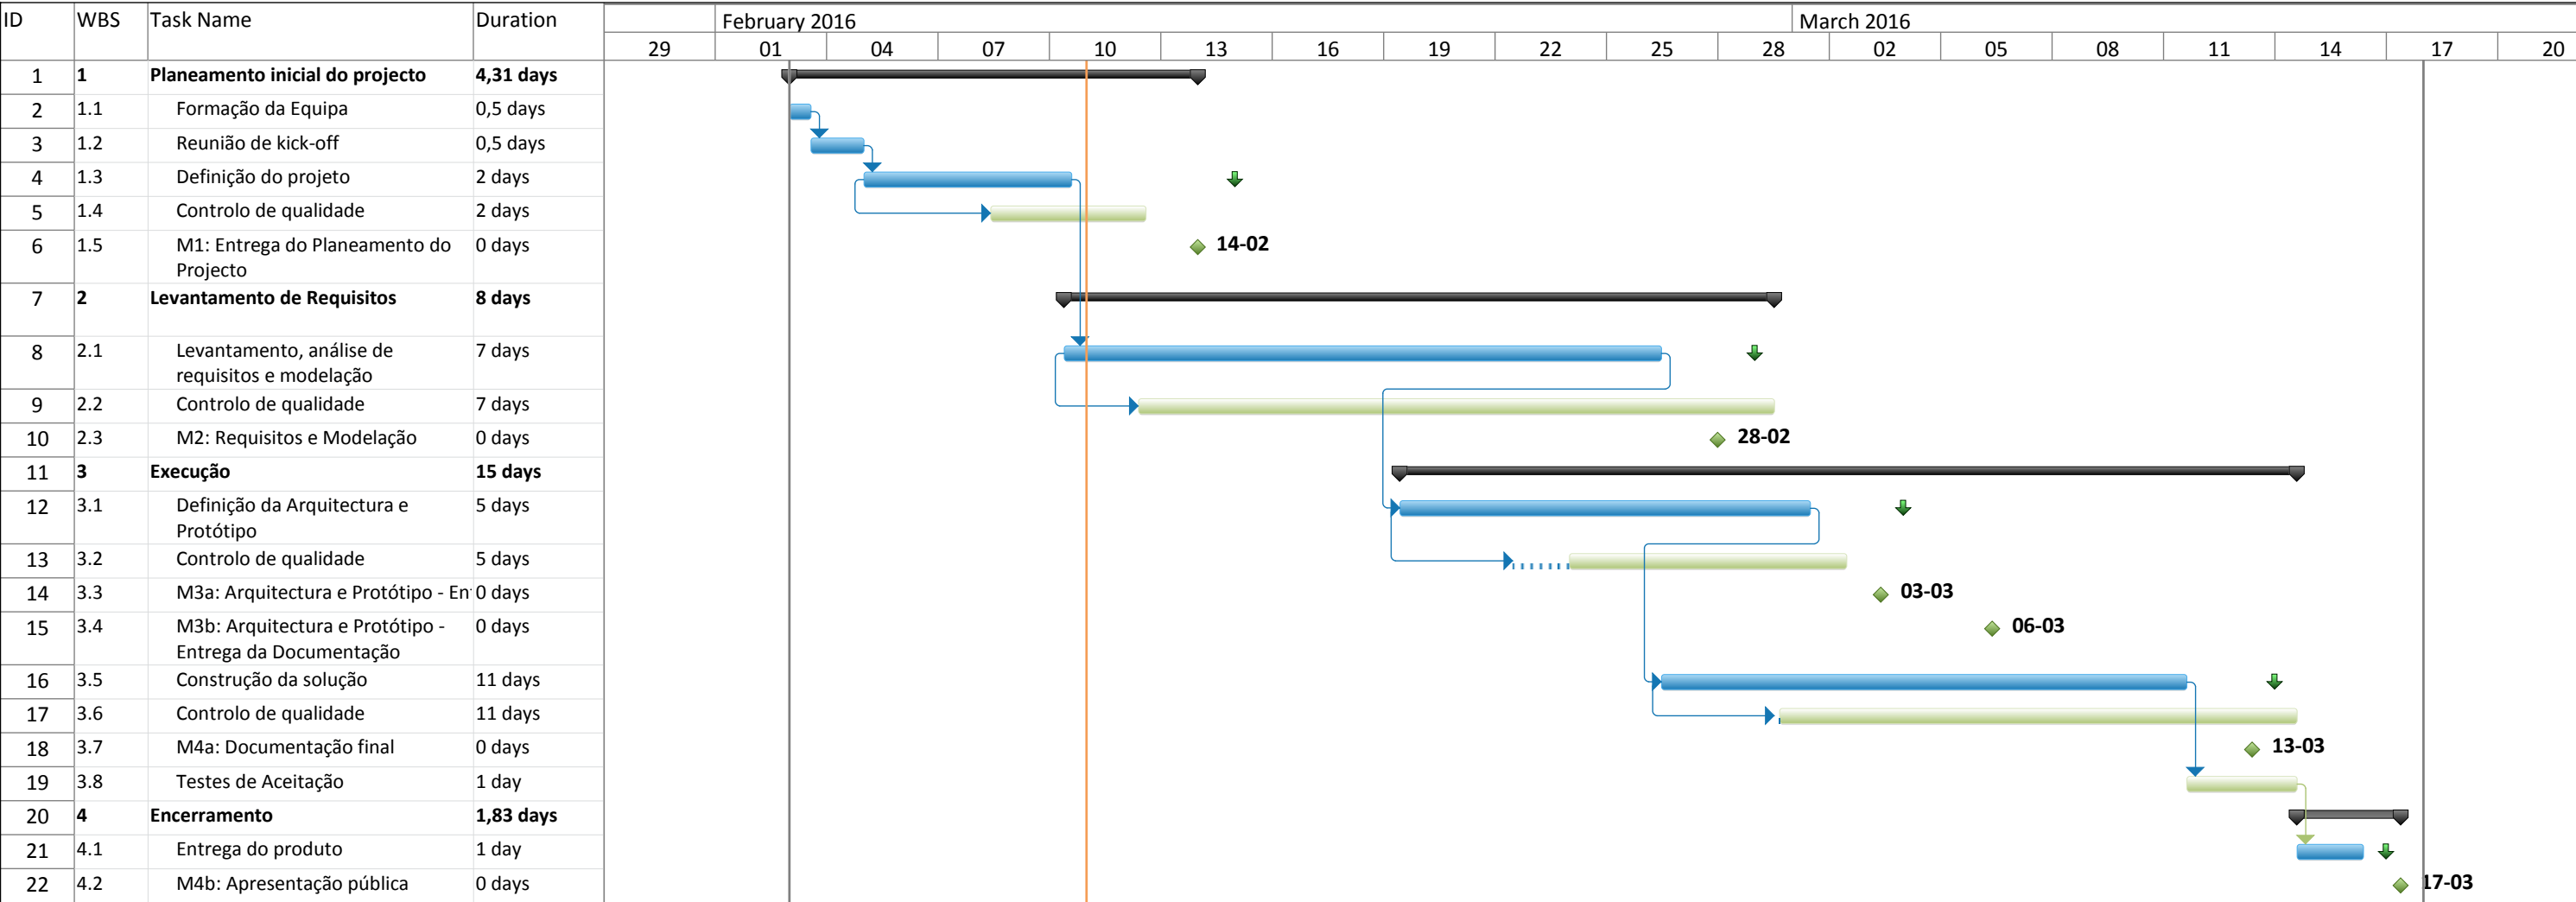 ID WBS Task Name Duration February 2016 March 2016
29 01 04 07 10 13 16 19 22 25 28 02 05 08 11 14 17 20
1 1 Planeamento inicial do projecto 4,31 days
2 1.1 Formação da Equipa 0,5 days
3 1.2 Reunião de kick-off 0,5 days
4 1.3 Definição do projeto 2 days
5 1.4 Controlo de qualidade 2 days
6 1.5 M1: Entrega do Planeamento do 0 days 14-02
Projecto
7 2 Levantamento de Requisitos 8 days
8 2.1 Levantamento, análise de 7 days
requisitos e modelação
9 2.2 Controlo de qualidade 7 days
10 2.3 M2: Requisitos e Modelação 0 days 28-02
11 3 Execução 15 days
12 3.1 Definição da Arquitectura e 5 days
Protótipo
13 3.2 Controlo de qualidade 5 days
14 3.3 M3a: Arquitectura e Protótipo - 0 days 03-03
15 3.4 M3b: Arquitectura e Protótipo - 0 days 06-03
Entrega da Documentação
16 3.5 Construção da solução 11 days
17 3.6 Controlo de qualidade 11 days
18 3.7 M4a: Documentação final 0 days 13-03
19 3.8 Testes de Aceitação 1 day
20 4 Encerramento 1,83 days
21 4.1 Entrega do produto 1 day
22 4.2 M4b: Apresentação pública 0 days 17-03